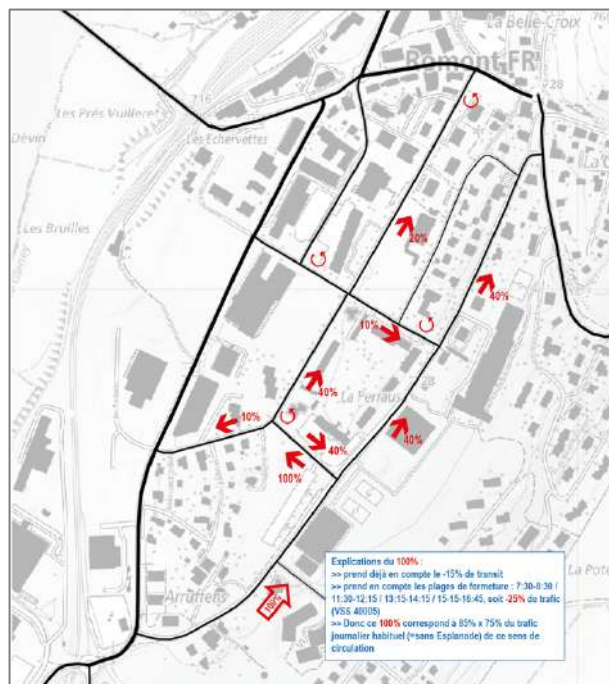 La Belle-Croix
Romont FR
716
728
Les Prés Vuilleret
Les Echervettes
Dévin
Les Bruilles
20%
40%
10%
La Perraus
40%
10%
40%
40%
100%
Arruffens
100%
La Pote
Explications du 100% :
>> prend déjà en compte le -15% de transit
>> prend en compte les plages de fermeture : 7:30-8:30 /
11:30-12:15 / 13:15-14:15 / 15:15-16:45, soit -25% du trafic
(VSS 40005)
>> Donc ce 100% correspond à 85% x 75% du trafic
journalier habituel (=sans Esplanade) de ce sens de
circulation